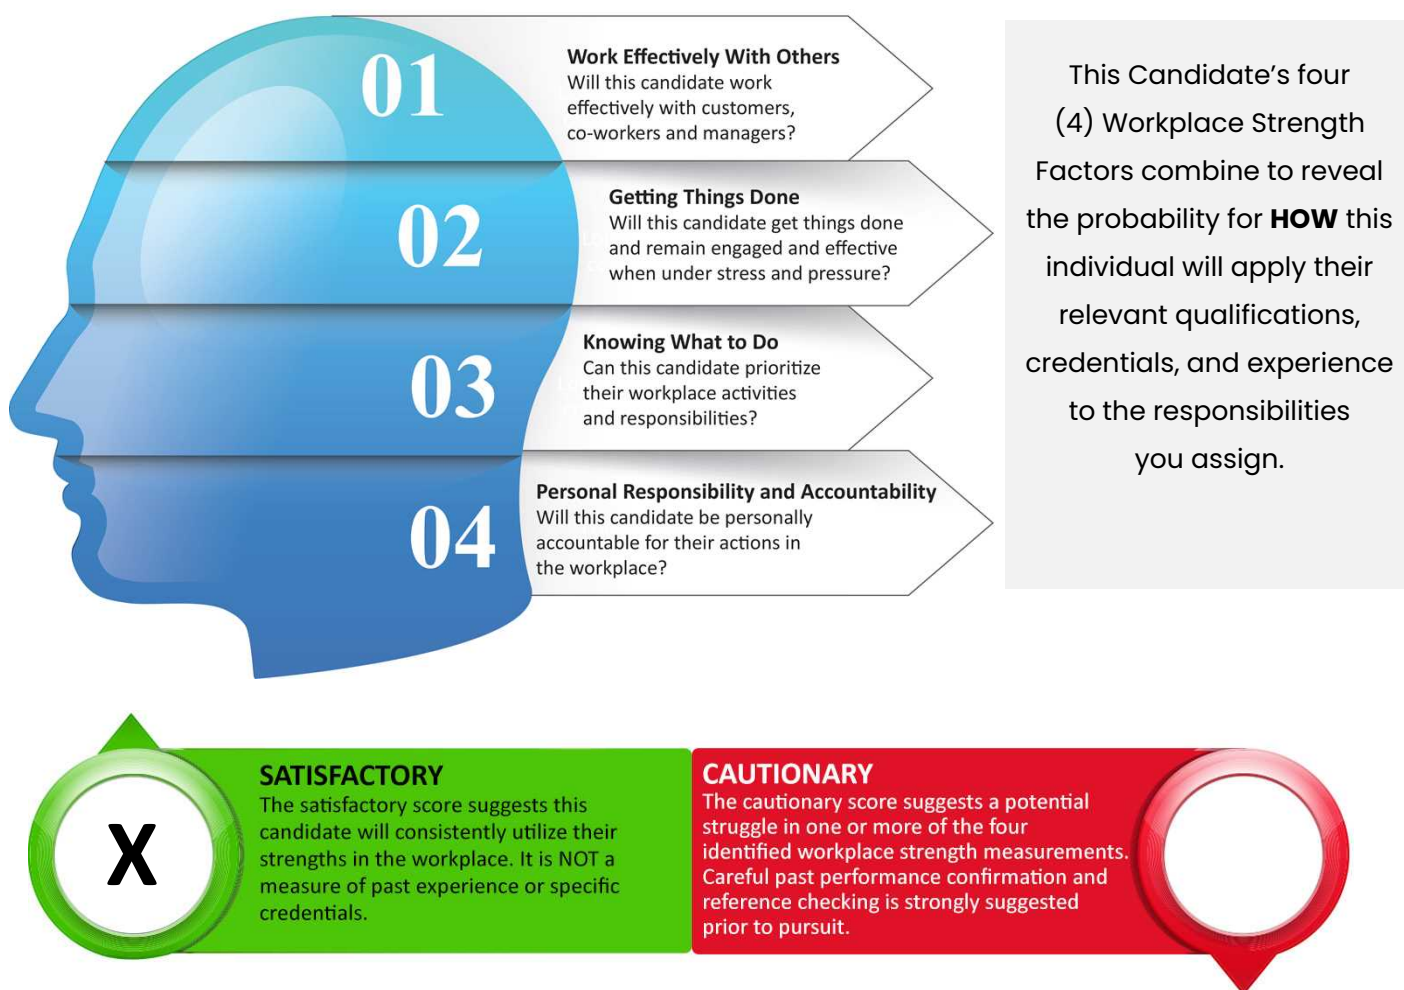 01
Work Effectively With Others
Will this candidate work
effectively with customers,
co-workers and managers?
02
Getting Things Done
Will this candidate get things done
and remain engaged and effective
when under stress and pressure?
03
Knowing What to Do
Can this candidate prioritize
their workplace activities
and responsibilities?
04
Personal Responsibility and Accountability
Will this candidate be personally
accountable for their actions in
the workplace?
This Candidate’s four
(4) Workplace Strength
Factors combine to reveal
the probability for HOW this
individual will apply their
relevant qualifications,
credentials, and experience
to the responsibilities
you assign.
X
SATISFACTORY
The satisfactory score suggests this
candidate will consistently utilize their
strengths in the workplace. It is NOT a
measure of past experience or specific
credentials.
CAUTIONARY
The cautionary score suggests a potential
struggle in one or more of the four
identified workplace strength measurements.
Careful past performance confirmation and
reference checking is strongly suggested
prior to pursuit.